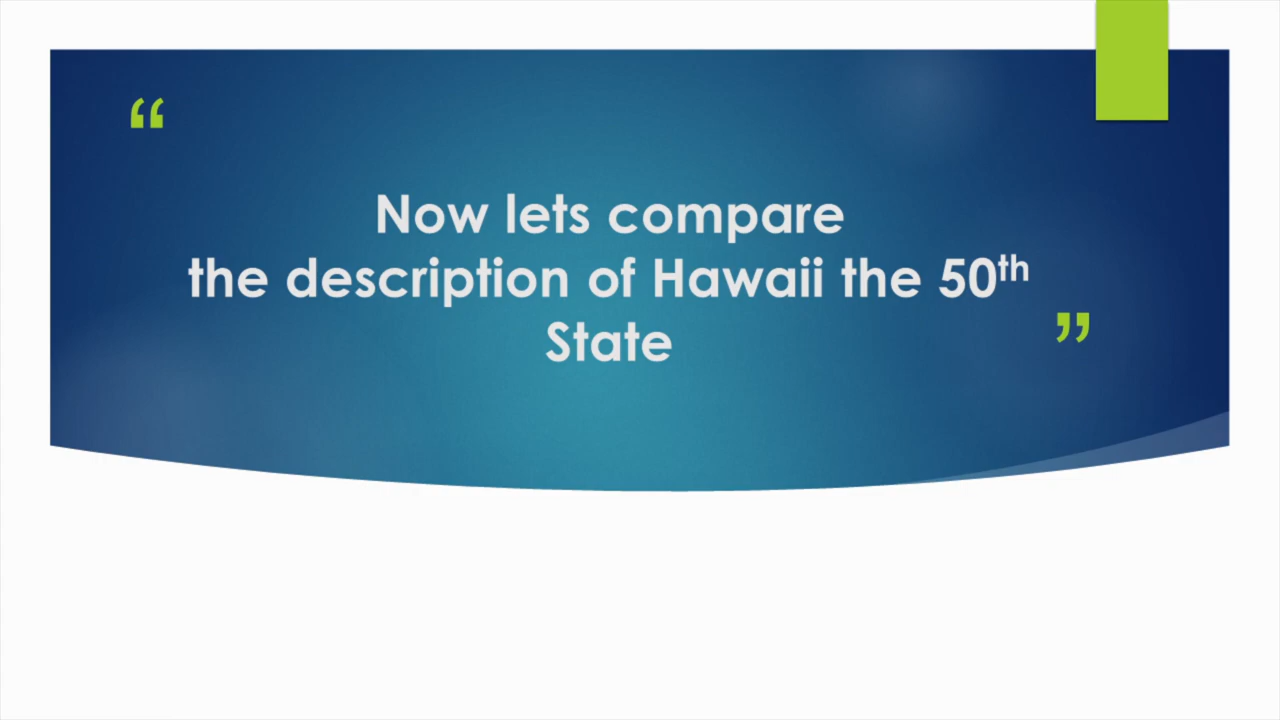 “
Now lets compare
the description of Hawaii the 50th
State
”